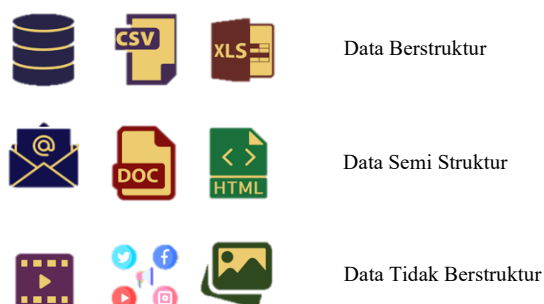 CSV
XLS
Data Berstruktur
@
DOC
HTML
Data Semi Struktur
Data Tidak Berstruktur